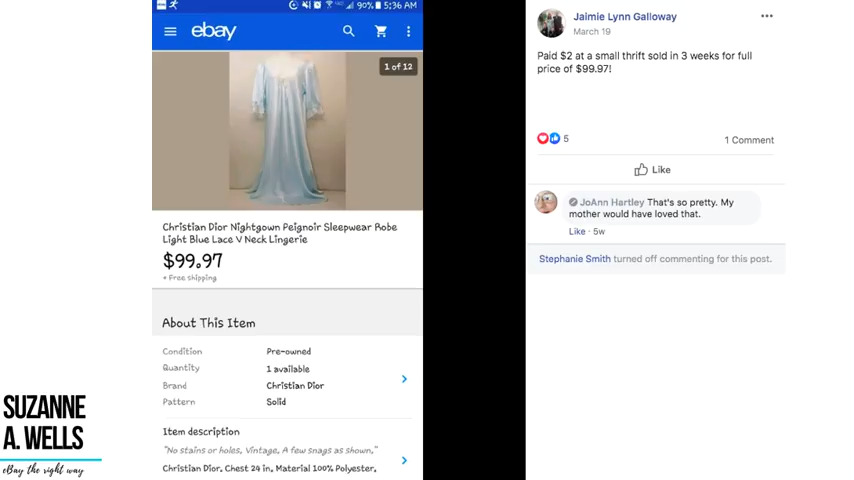 90% 5:36 AM
ebay
1 of 12
Christian Dior Nightgown Peignoir Sleepwear Robe
Light Blue Lace V Neck Lingerie
$99.97
+ Free shipping
About This Item
Condition Pre-owned
Quantity 1 available
Brand Christian Dior
Pattern Solid
Item description
"No stains or holes, Vintage, A few snags as shown,"
Christian Dior, Chest 24 in, Material 100% Polyester,
SUZANNE
A. WELLS
eBay the right way
Jaimie Lynn Galloway
March 19
Paid $2 at a small thrift sold in 3 weeks for full
price of $99.97!
5
1 Comment
Like
JoAnn Hartley That's so pretty. My
mother would have loved that.
Like · 5w
Stephanie Smith turned off commenting for this post.